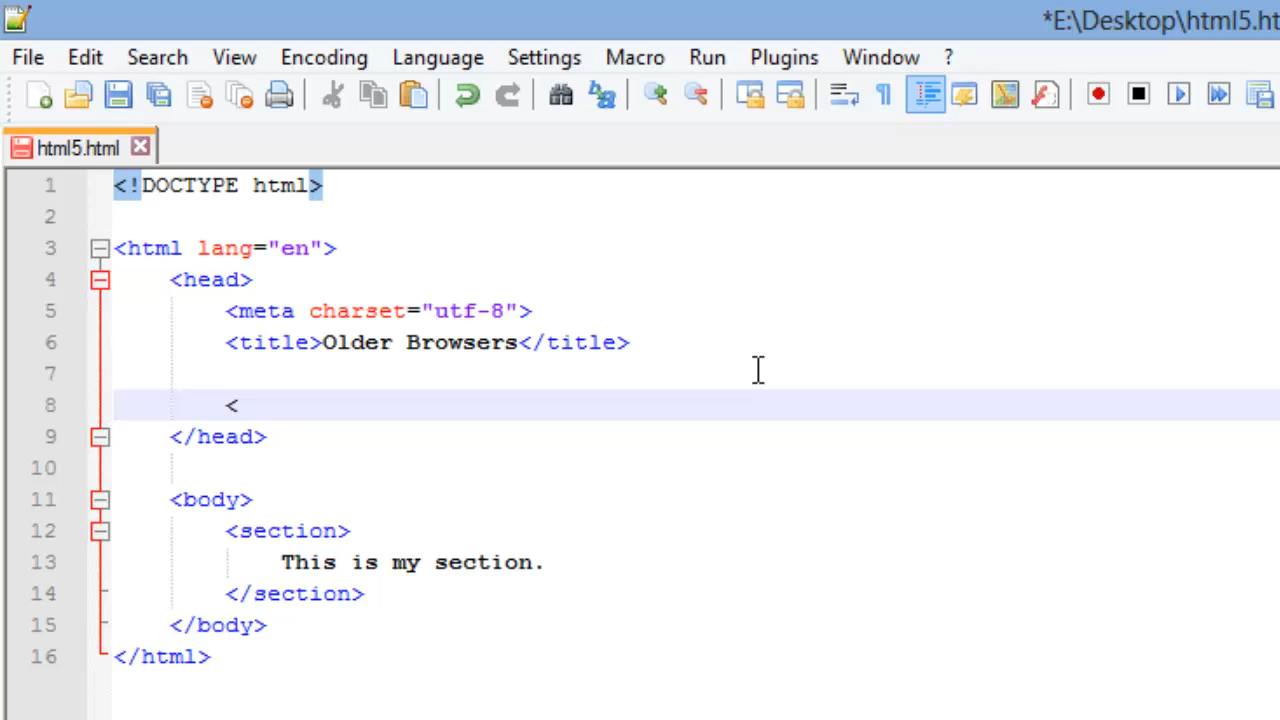 *E:\Desktop\html5.ht
File Edit Search View Encoding Language Settings Macro Run Plugins Window ?
html5.html
1 <!DOCTYPE html>
2
3 <html lang="en">
4 <head>
5 <meta charset="utf-8">
6 <title>Older Browsers</title>
7
8 <
9 </head>
10
11 <body>
12 <section>
13 This is my section.
14 </section>
15 </body>
16 </html>